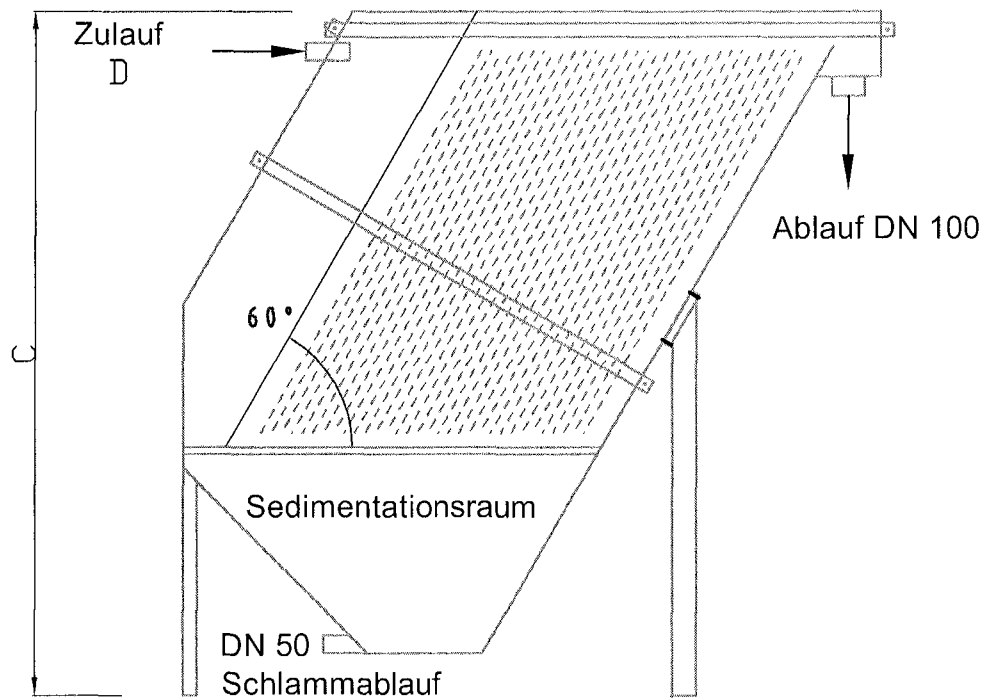 Zulauf
D
Ablauf DN 100
C
60°
Sedimentationsraum
DN 50
Schlammablauf